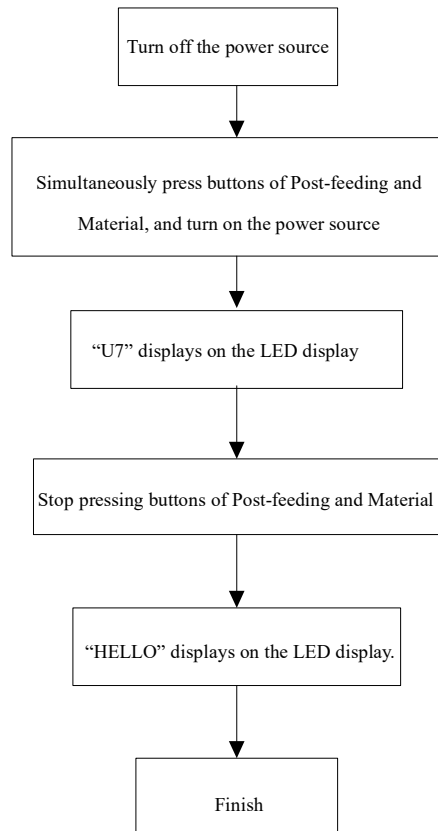 Turn off the power source
Simultaneously press buttons of Post-feeding and
Material, and turn on the power source
“U7” displays on the LED display
Stop pressing buttons of Post-feeding and Material
“HELLO” displays on the LED display.
Finish